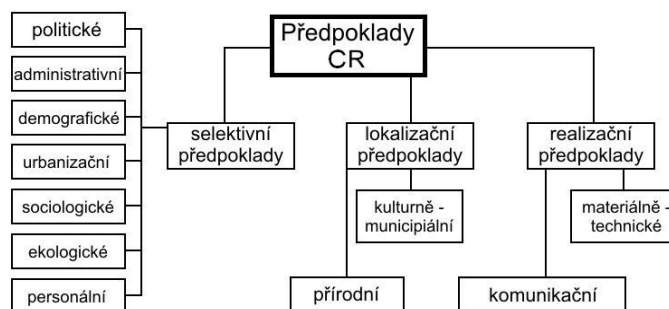 Předpoklady
CR
politické
administrativní
demografické
urbanizační
sociologické
ekologické
personální
selektivní
předpoklady
lokalizační
předpoklady
kulturně -
municipiální
přírodní
realizační
předpoklady
materiálně -
technické
komunikační